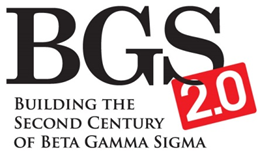 BGS
2.0
BUILDING THE
SECOND CENTURY
OF BETA GAMMA SIGMA